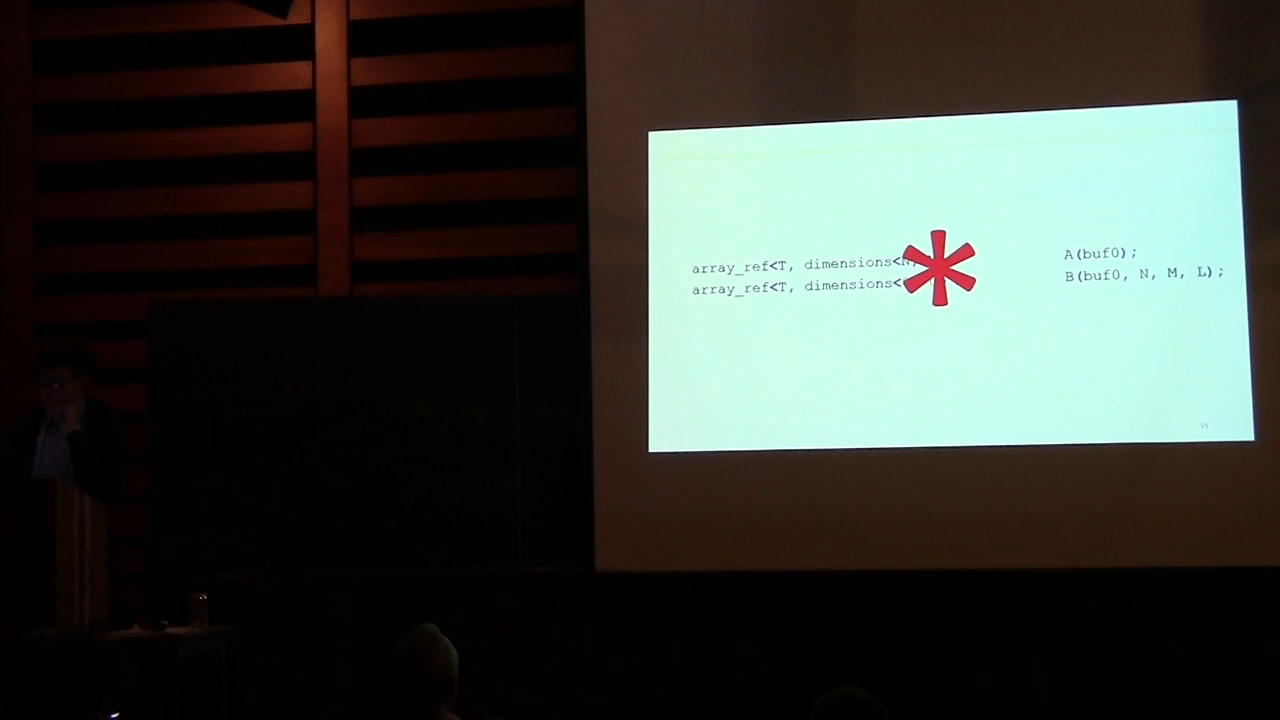 array_ref<T, dimensions<N, A(buf0);
array_ref<T, dimensions< B(buf0, N, M, L);